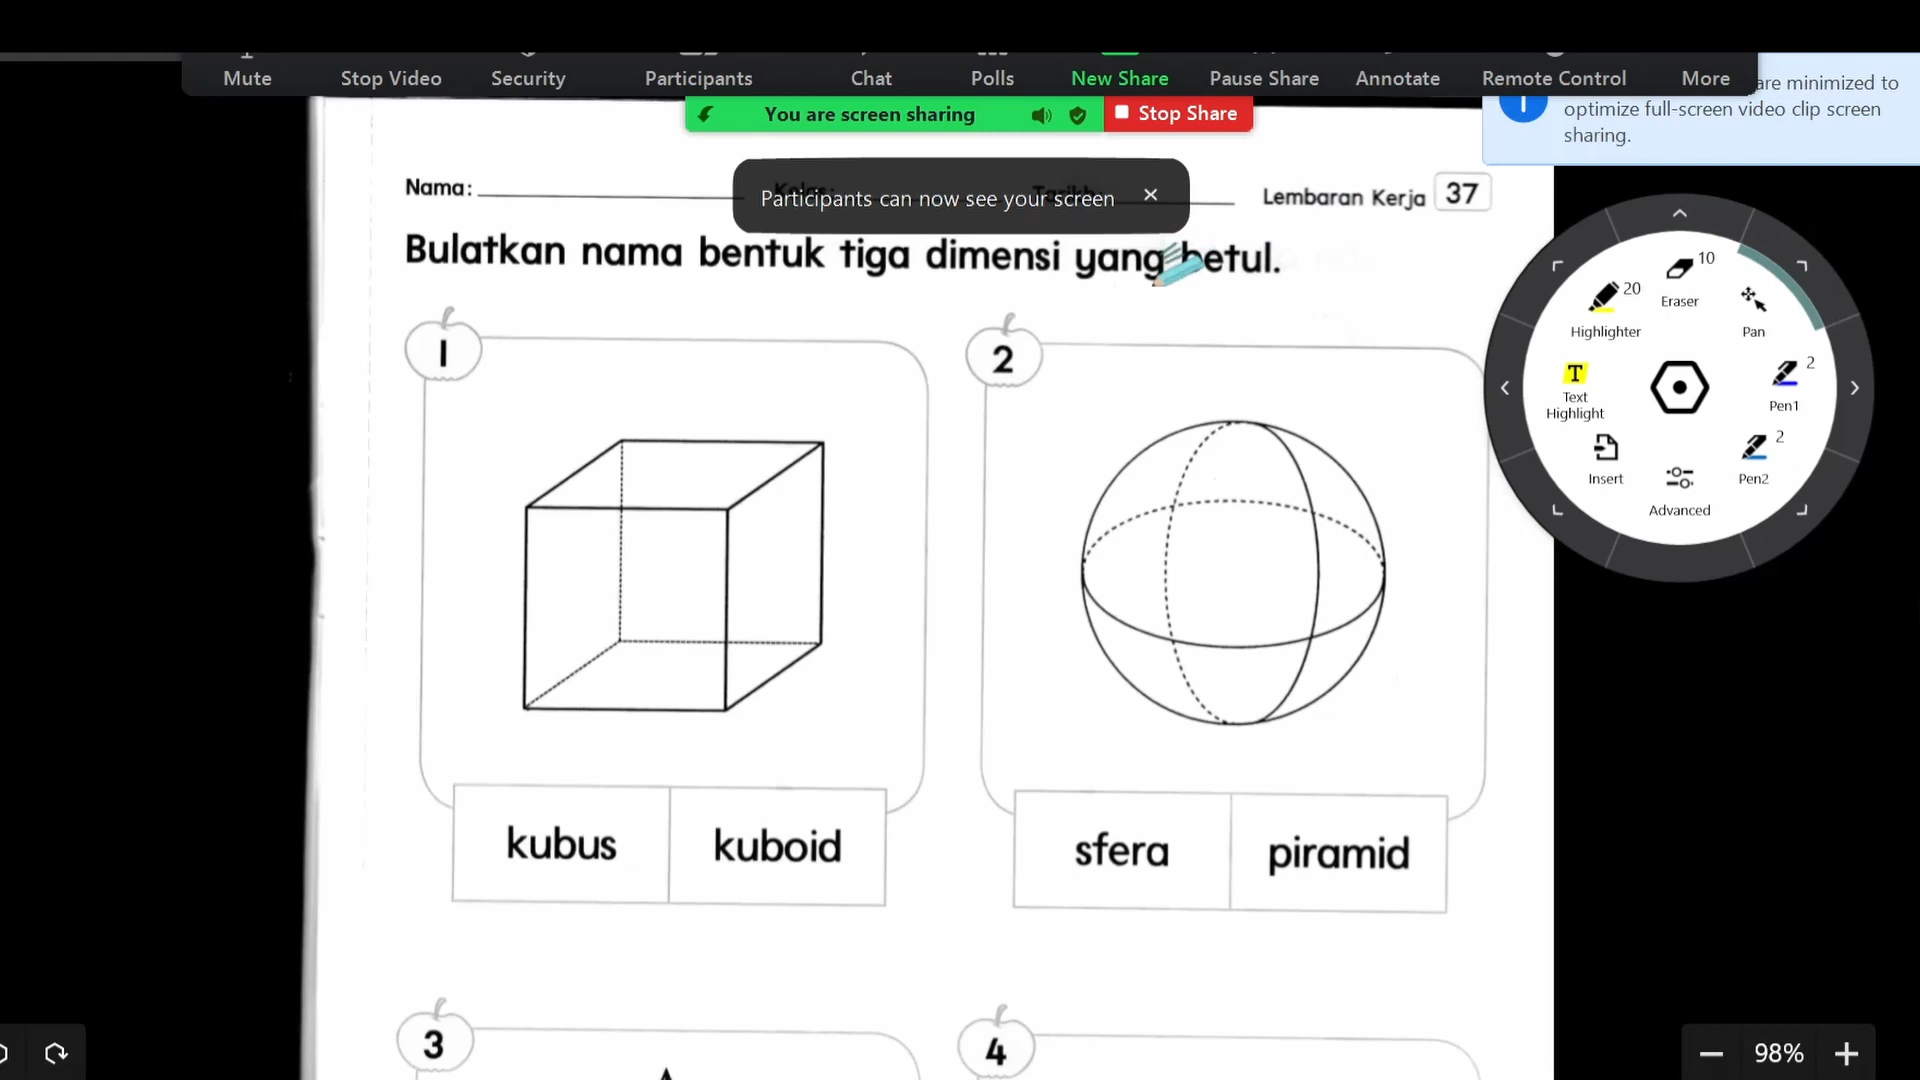 Mute Stop Video Security Participants Chat Polls New Share Pause Share Annotate Remote Control More
You are screen sharing Stop Share
are minimized to
optimize full-screen video clip screen
sharing.
Participants can now see your screen
Nama: Lembaran Kerja 37
Bulatkan nama bentuk tiga dimensi yang betul.
1
2
kubus kuboid
sfera piramid
3
4
10
Eraser
20
Highlighter
Pan
T
Text
Highlight
2
Pen1
Insert
2
Pen2
Advanced
98%